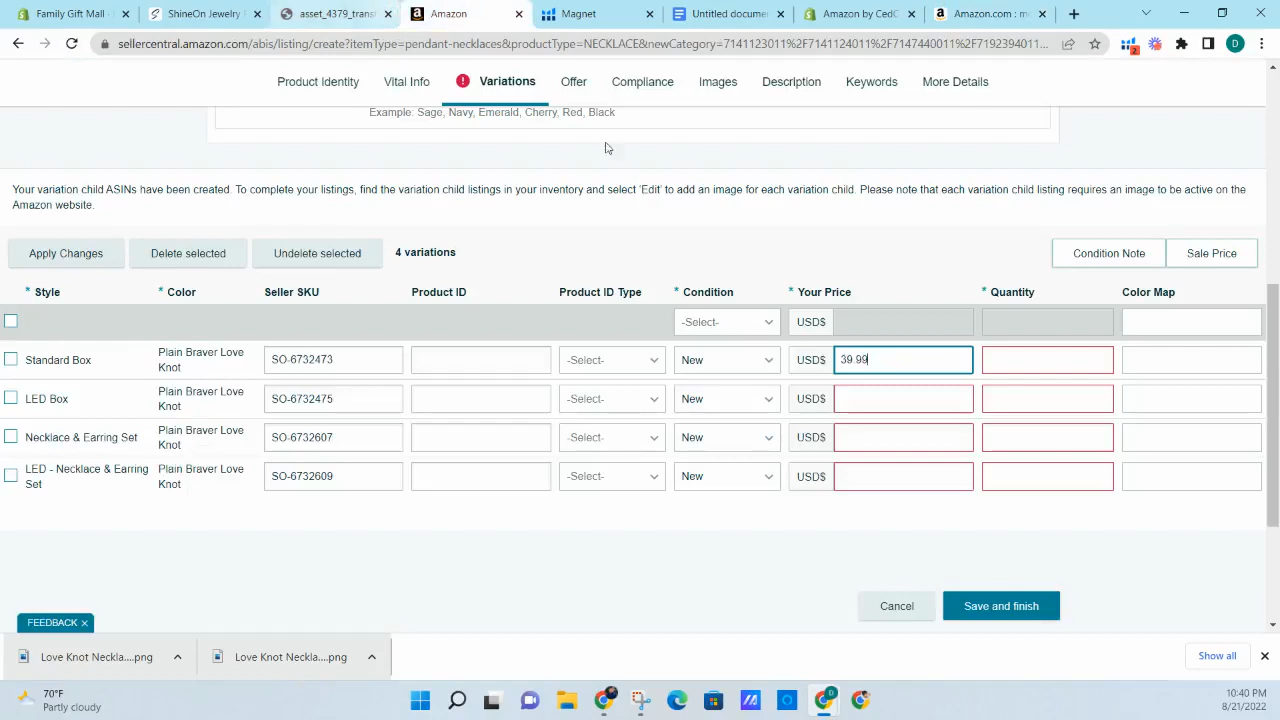 Family Gift Mall
ShineOn Jewelry F
asset_4379_transf
Amazon
Magnet
Untitled documen
Amazon by CedC
Amazon.com : mo
D
sellercentral.amazon.com/abis/listing/create?itemType=pendant-necklaces&productType=NECKLACE&newCategory=7141123011%2F7141124011%2F7147440011%2F7192394011...
2
D
Product Identity
Vital Info
Variations
Offer
Compliance
Images
Description
Keywords
More Details
Example: Sage, Navy, Emerald, Cherry, Red, Black
Your variation child ASINs have been created. To complete your listings, find the variation child listings in your inventory and select 'Edit' to add an image for each variation child. Please note that each variation child listing requires an image to be active on the
Amazon website.
Apply Changes
Delete selected
Undelete selected
4 variations
Condition Note
Sale Price
* Style
* Color
Seller SKU
Product ID
Product ID Type
* Condition
* Your Price
* Quantity
Color Map
-Select-
USD$
Standard Box
Plain Braver Love
Knot
SO-6732473
-Select-
New
USD$
39.99
LED Box
Plain Braver Love
Knot
SO-6732475
-Select-
New
USD$
Necklace & Earring Set
Plain Braver Love
Knot
SO-6732607
-Select-
New
USD$
LED - Necklace & Earring
Set
Plain Braver Love
Knot
SO-6732609
-Select-
New
USD$
Cancel
Save and finish
FEEDBACK
Love Knot Neckla....png
Love Knot Neckla....png
Show all
70°F
Partly cloudy
10:40 PM
8/21/2022